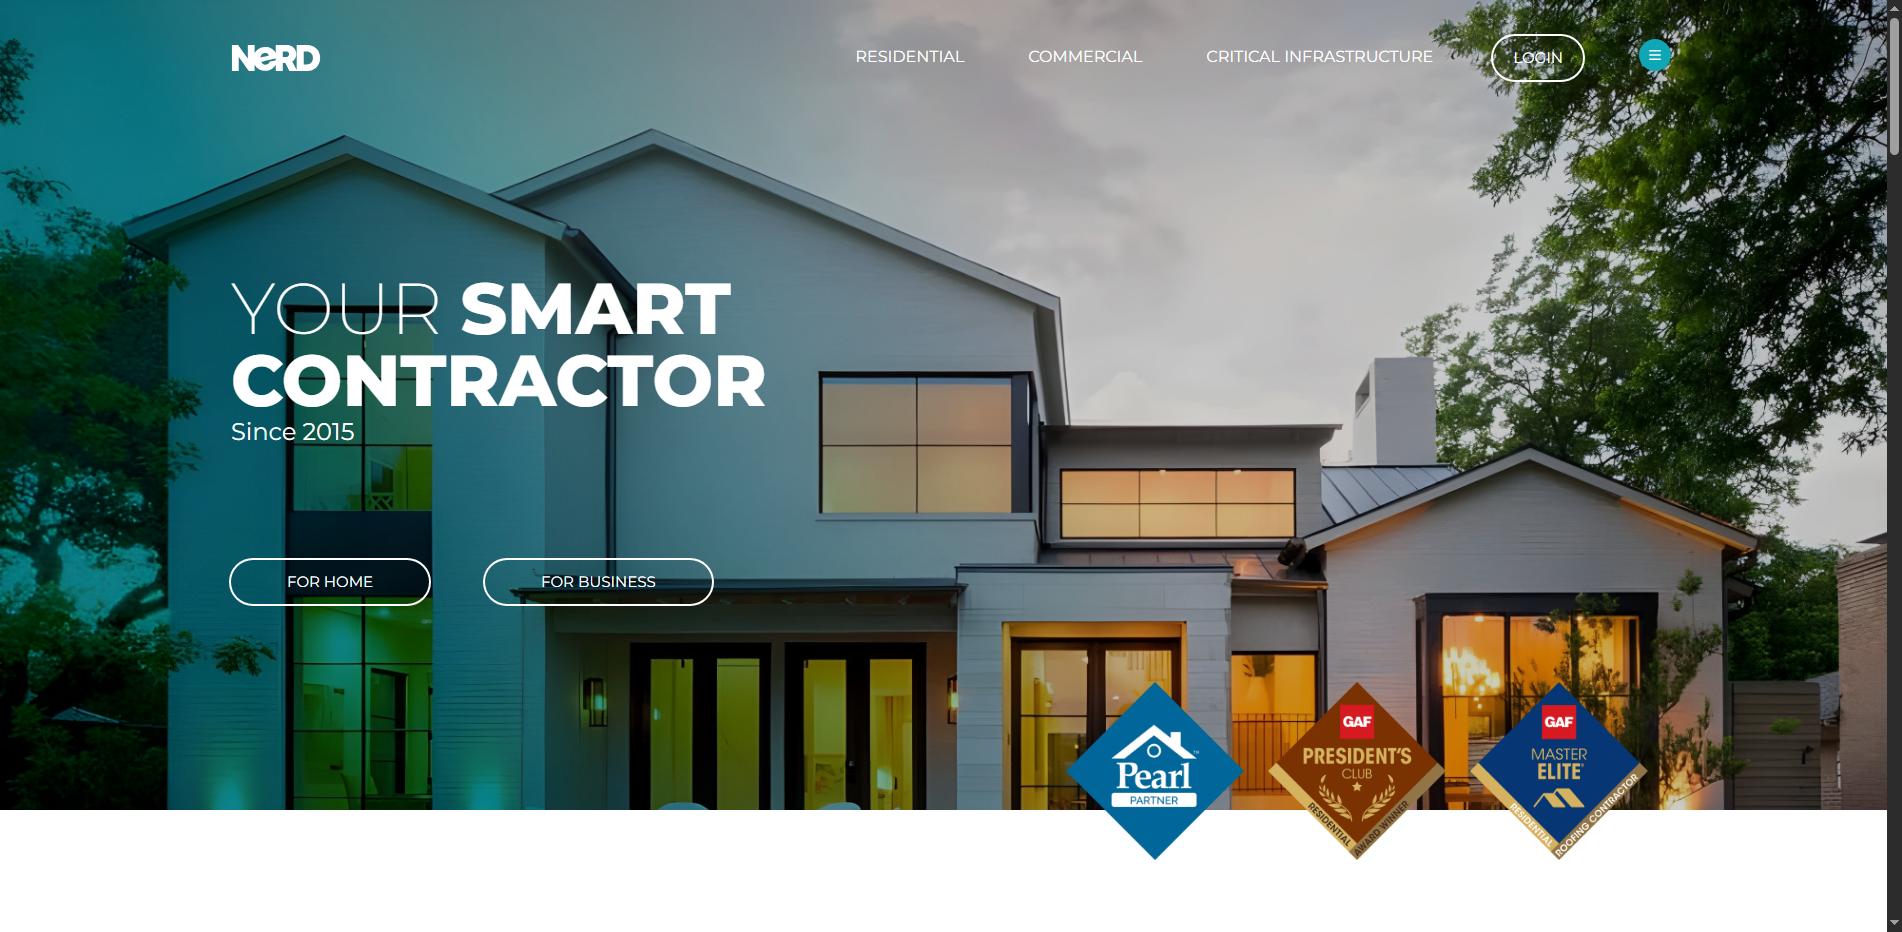 NeRD
RESIDENTIAL
COMMERCIAL
CRITICAL INFRASTRUCTURE
LOGIN
YOUR SMART
CONTRACTOR
Since 2015
FOR HOME
FOR BUSINESS
Pearl™
PARTNER
GAF
PRESIDENT'S
CLUB
RESIDENTIAL
AWARD WINNER
GAF
MASTER
ELITE®
RESIDENTIAL
ROOFING CONTRACTOR